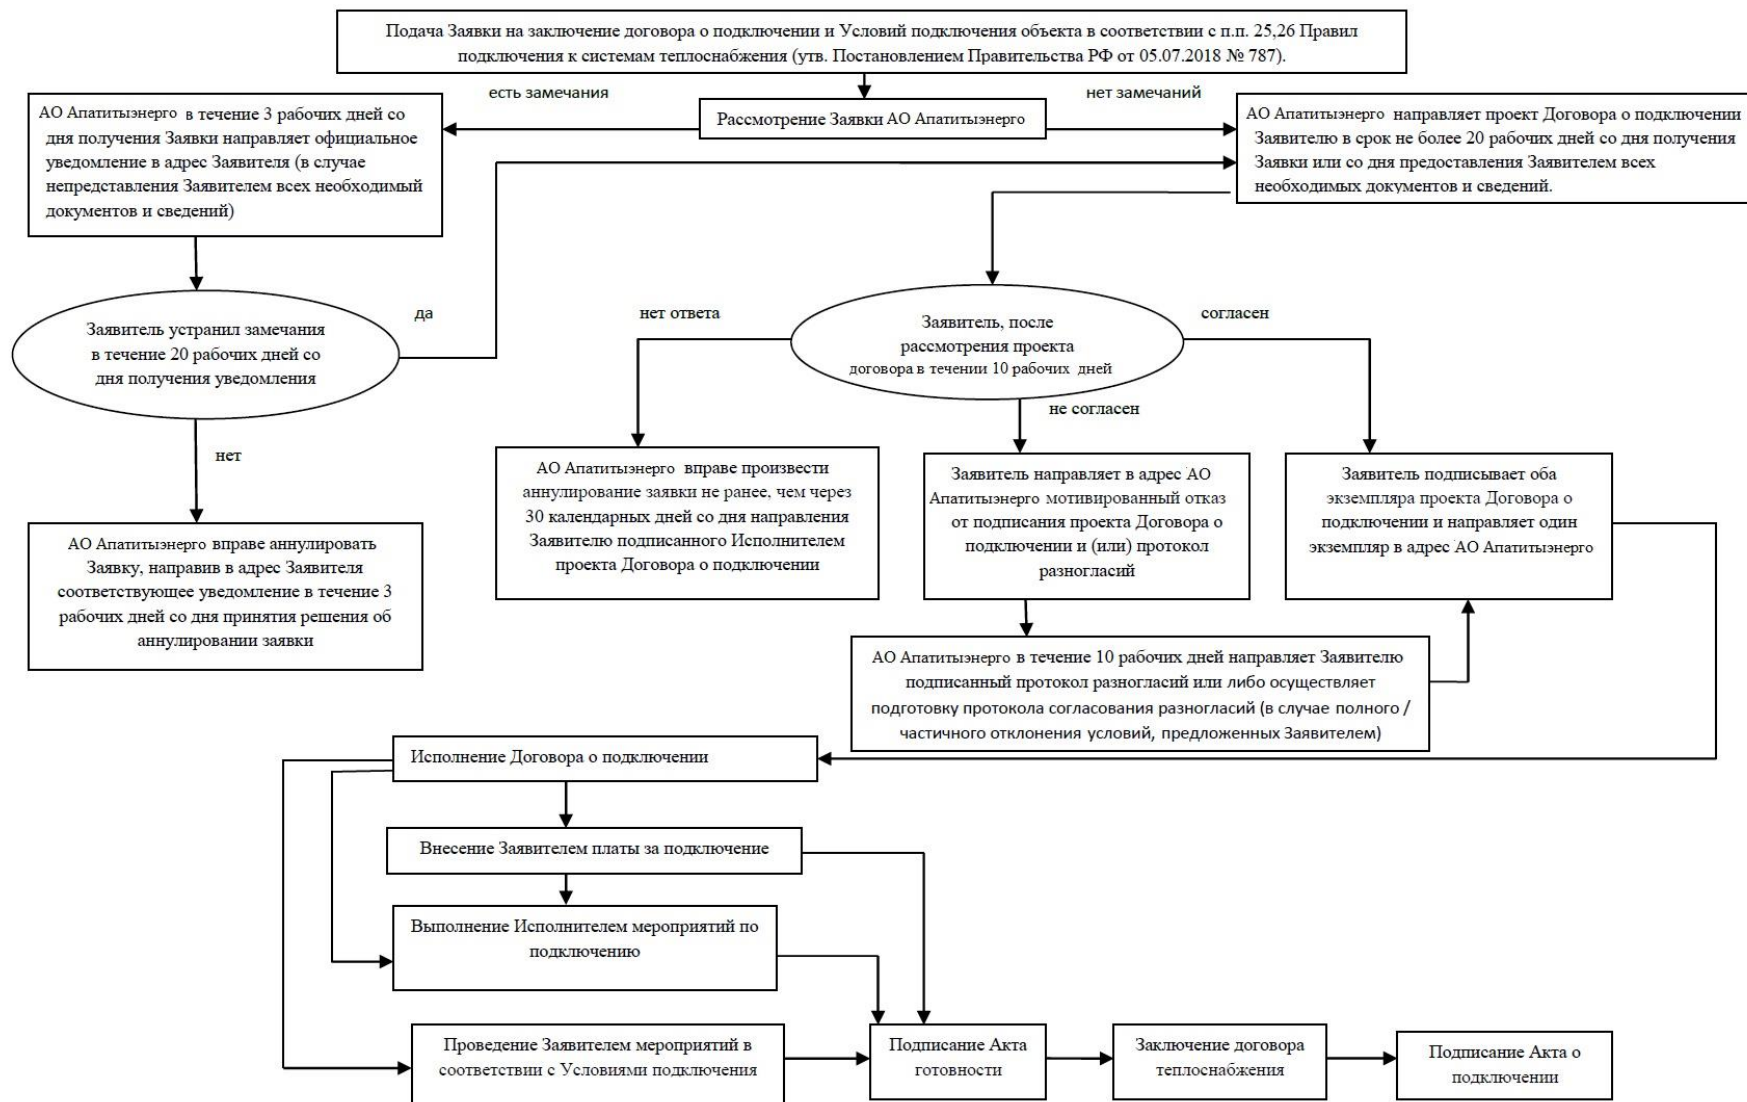 Подача Заявки на заключение договора о подключении и Условий подключения объекта в соответствии с п.п. 25,26 Правил
подключения к системам теплоснабжения (утв. Постановлением Правительства РФ от 05.07.2018 № 787).
есть замечания
нет замечаний
Рассмотрение Заявки АО Апатитыэнерго
АО Апатитыэнерго в течение 3 рабочих дней со
дня получения Заявки направляет официальное
уведомление в адрес Заявителя (в случае
непредставления Заявителем всех необходимый
документов и сведений)
АО Апатитыэнерго направляет проект Договора о подключении
Заявителю в срок не более 20 рабочих дней со дня получения
Заявки или со дня предоставления Заявителем всех
необходимых документов и сведений.
Заявитель устранил замечания
в течение 20 рабочих дней со
дня получения уведомления
да
нет
нет ответа
Заявитель, после
рассмотрения проекта
договора в течении 10 рабочих дней
согласен
не согласен
АО Апатитыэнерго вправе аннулировать
Заявку, направив в адрес Заявителя
соответствующее уведомление в течение 3
рабочих дней со дня принятия решения об
аннулировании заявки
АО Апатитыэнерго вправе произвести
аннулирование заявки не ранее, чем через
30 календарных дней со дня направления
Заявителю подписанного Исполнителем
проекта Договора о подключении
Заявитель направляет в адрес АО
Апатитыэнерго мотивированный отказ
от подписания проекта Договора о
подключении и (или) протокол
разногласий
Заявитель подписывает оба
экземпляра проекта Договора о
подключении и направляет один
экземпляр в адрес АО Апатитыэнерго
АО Апатитыэнерго в течение 10 рабочих дней направляет Заявителю
подписанный протокол разногласий или либо осуществляет
подготовку протокола согласования разногласий (в случае полного /
частичного отклонения условий, предложенных Заявителем)
Исполнение Договора о подключении
Внесение Заявителем платы за подключение
Выполнение Исполнителем мероприятий по
подключению
Проведение Заявителем мероприятий в
соответствии с Условиями подключения
Подписание Акта
готовности
Заключение договора
теплоснабжения
Подписание Акта о
подключении